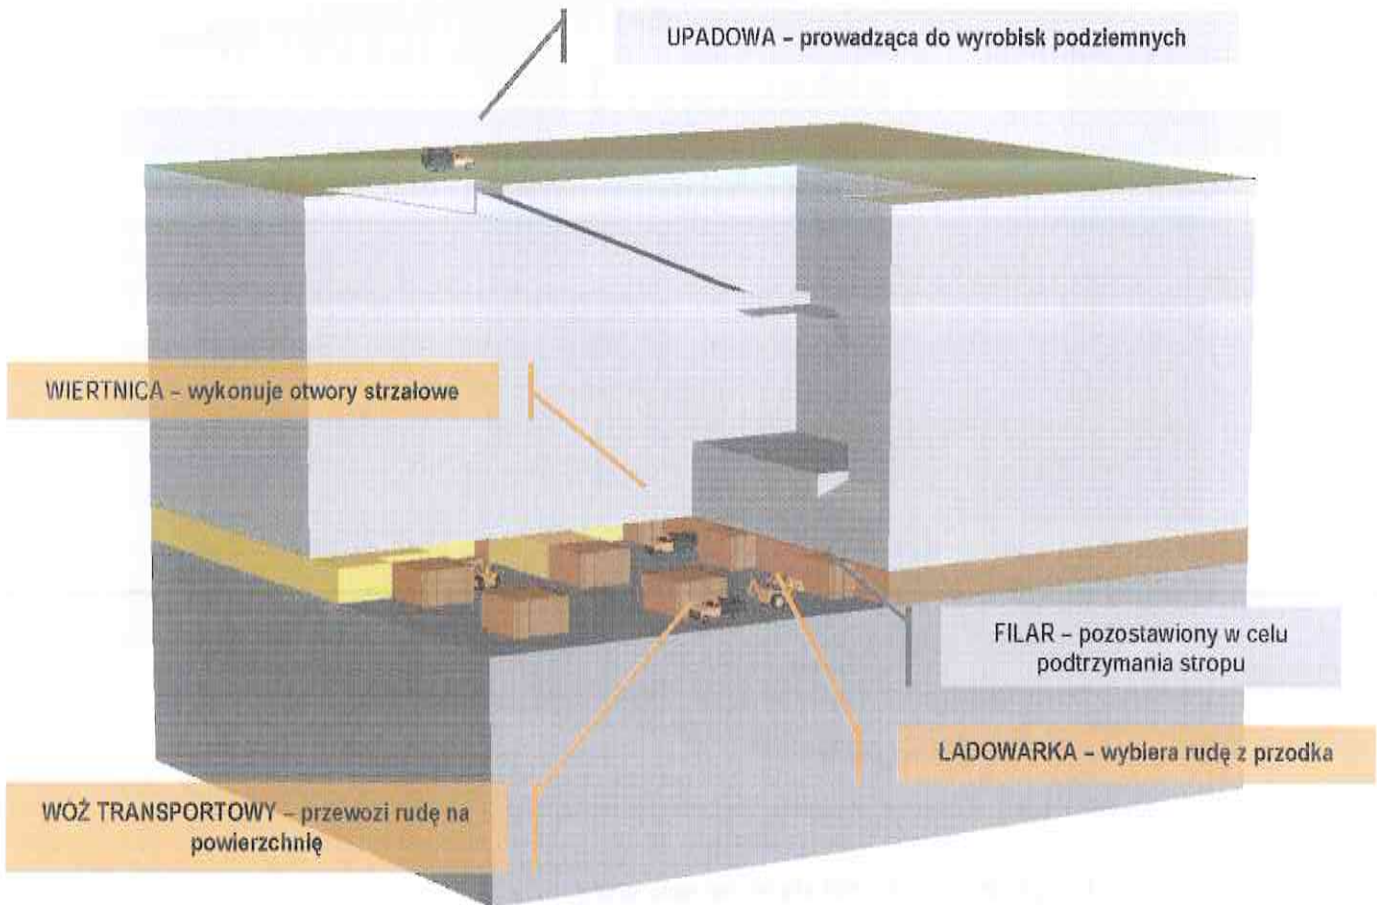 UPADOWA – prowadząca do wyrobisk podziemnych
WIERTNICA – wykonuje otwory strzałowe
FILAR – pozostawiony w celu
podtrzymania stropu
ŁADOWARKA – wybiera rudę z przodka
WÓZ TRANSPORTOWY – przewozi rudę na
powierzchnię